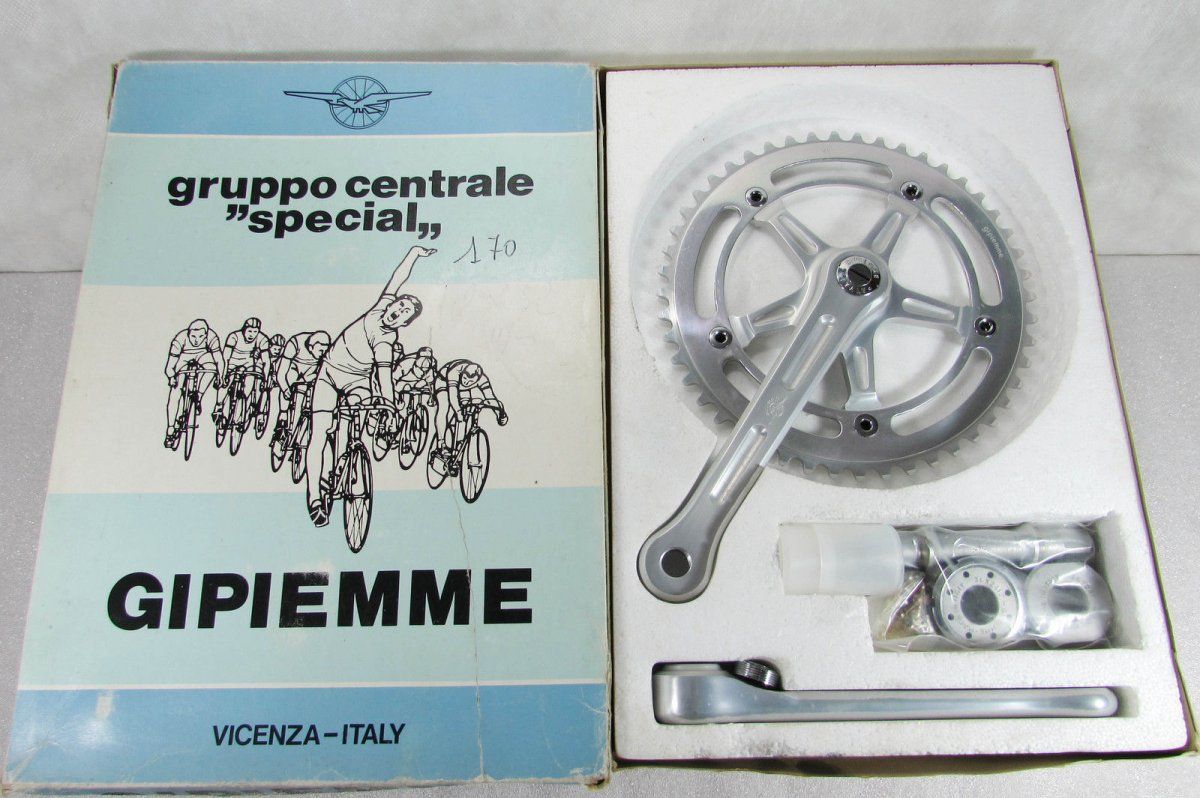 gruppo centrale
"special„
170
GIPIEMME
VICENZA-ITALY
gipiemme